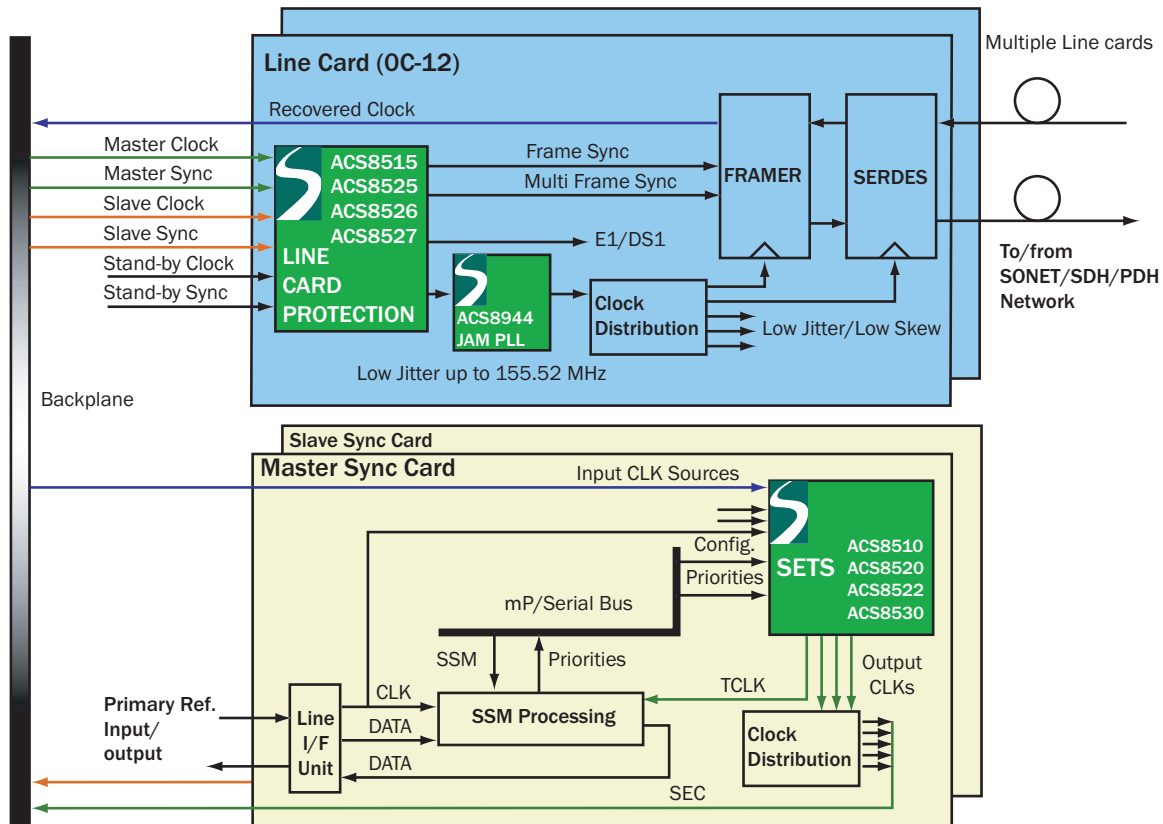 Multiple Line cards
Line Card (OC-12)
Recovered Clock
Master Clock
Master Sync
Slave Clock
Slave Sync
Stand-by Clock
Stand-by Sync
ACS8515
ACS8525
ACS8526
ACS8527
LINE
CARD
PROTECTION
Frame Sync
Multi Frame Sync
E1/DS1
FRAMER
SERDES
ACS8944
JAM PLL
Clock
Distribution
Low Jitter/Low Skew
Low Jitter up to 155.52 MHz
To/from
SONET/SDH/PDH
Network
Backplane
Slave Sync Card
Master Sync Card
Input CLK Sources
Config.
Priorities
SETS
ACS8510
ACS8520
ACS8522
ACS8530
mP/Serial Bus
SSM
Priorities
TCLK
Output
CLKs
Primary Ref.
Input/
output
Line
I/F
Unit
CLK
DATA
DATA
SSM Processing
Clock
Distribution
SEC